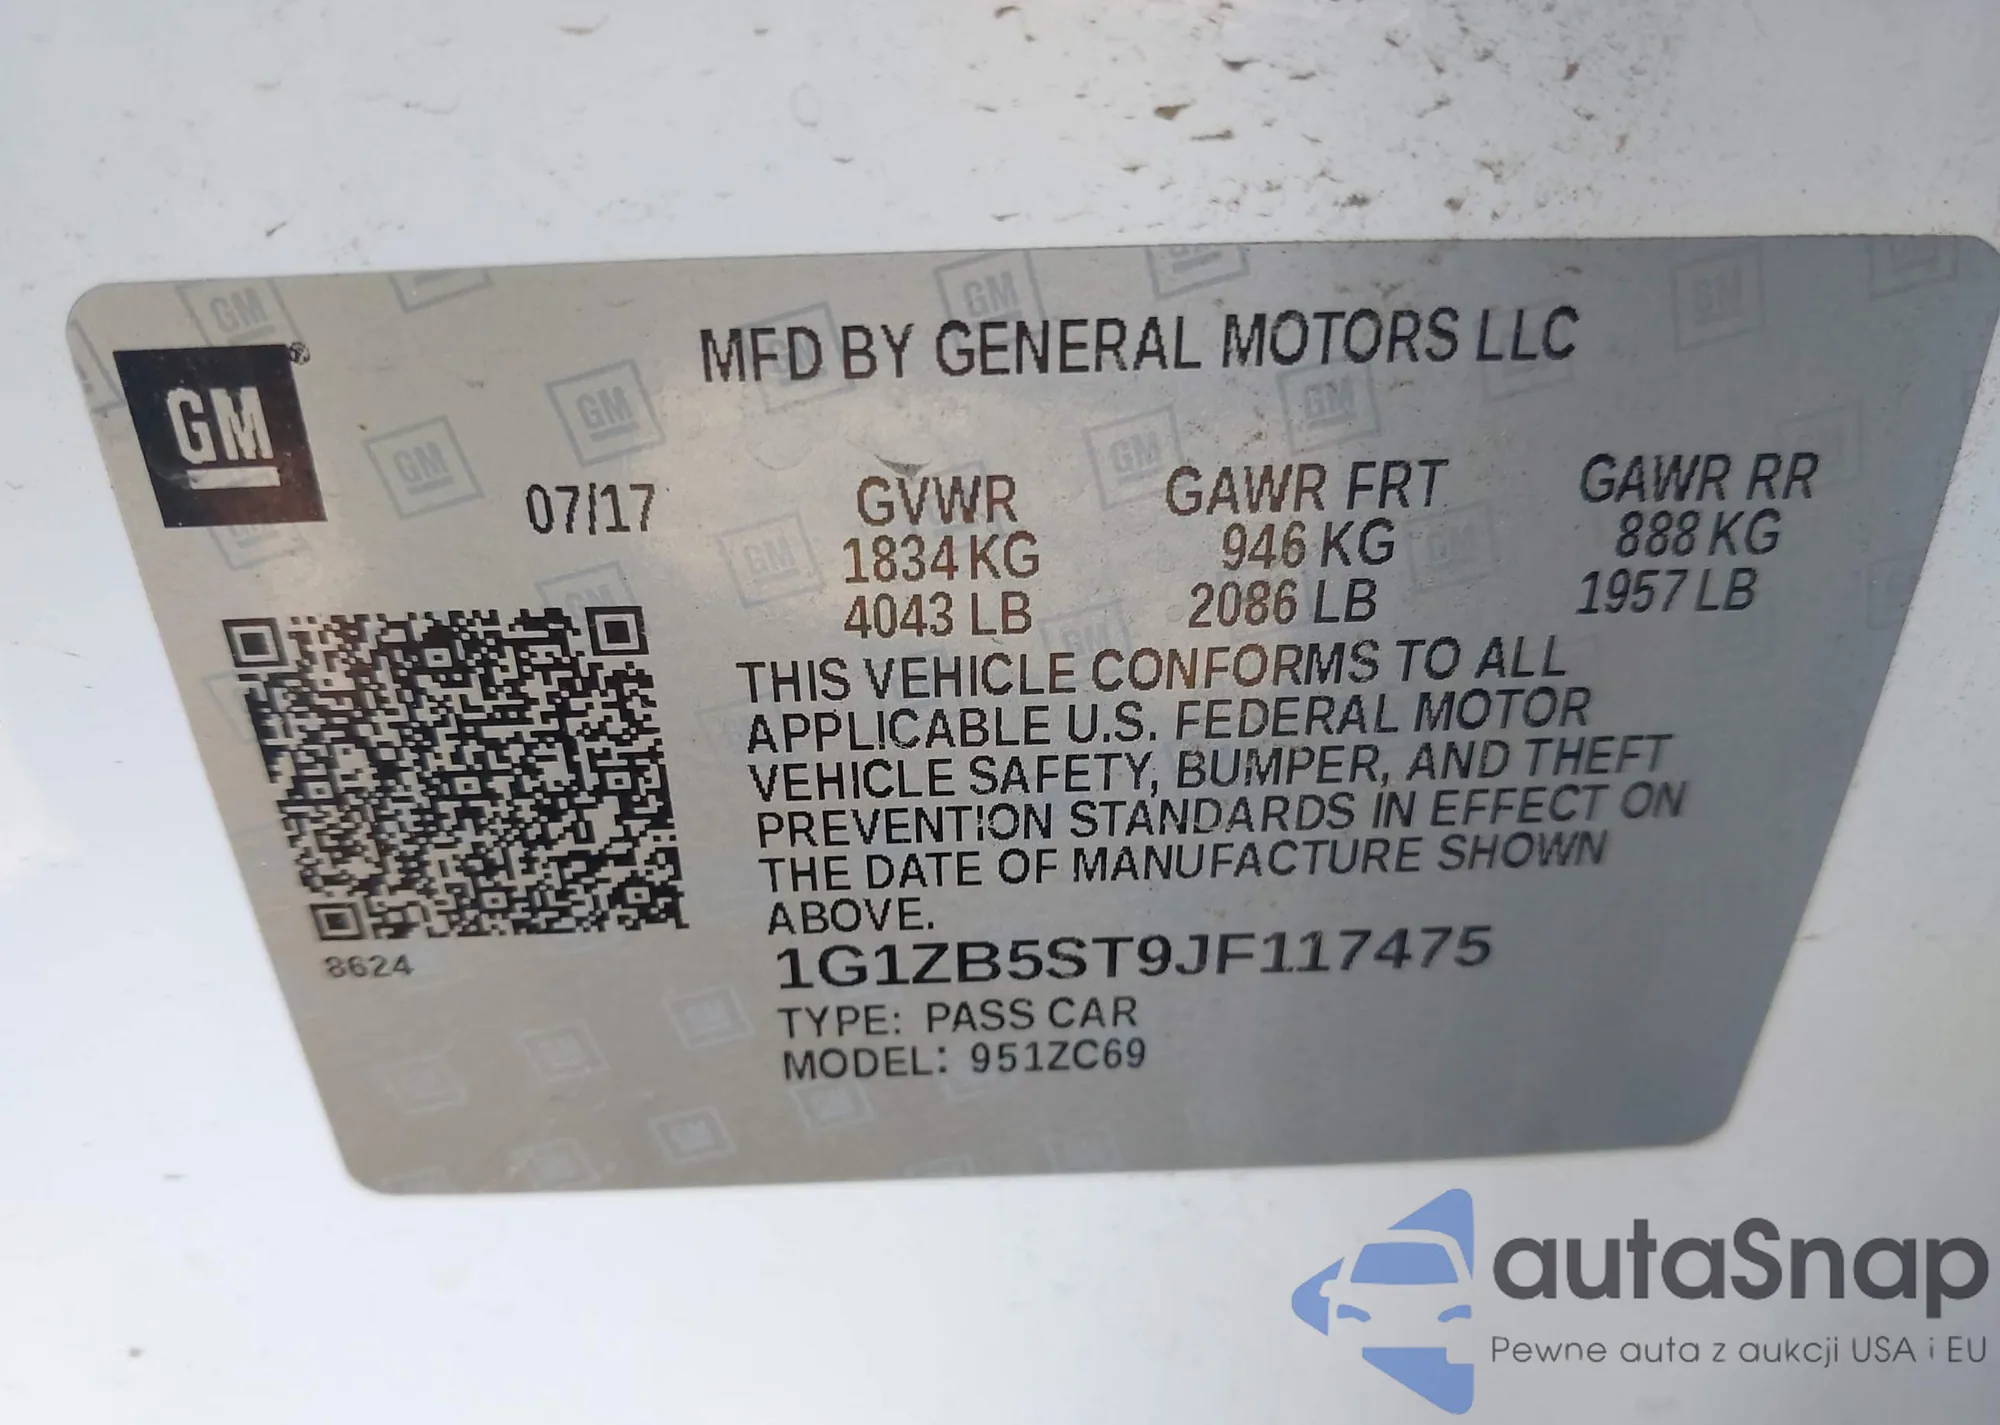 MFD BY GENERAL MOTORS LLC
GM
07/17
GVWR
1834 KG
4043 LB
GAWR FRT
946 KG
2086 LB
GAWR RR
888 KG
1957 LB
THIS VEHICLE CONFORMS TO ALL
APPLICABLE U.S. FEDERAL MOTOR
VEHICLE SAFETY, BUMPER, AND THEFT
PREVENTION STANDARDS IN EFFECT ON
THE DATE OF MANUFACTURE SHOWN
ABOVE.
8624
1G1ZB5ST9JF117475
TYPE: PASS CAR
MODEL: 951ZC69
autaSnap
Pewne auta z aukcji USA i EU